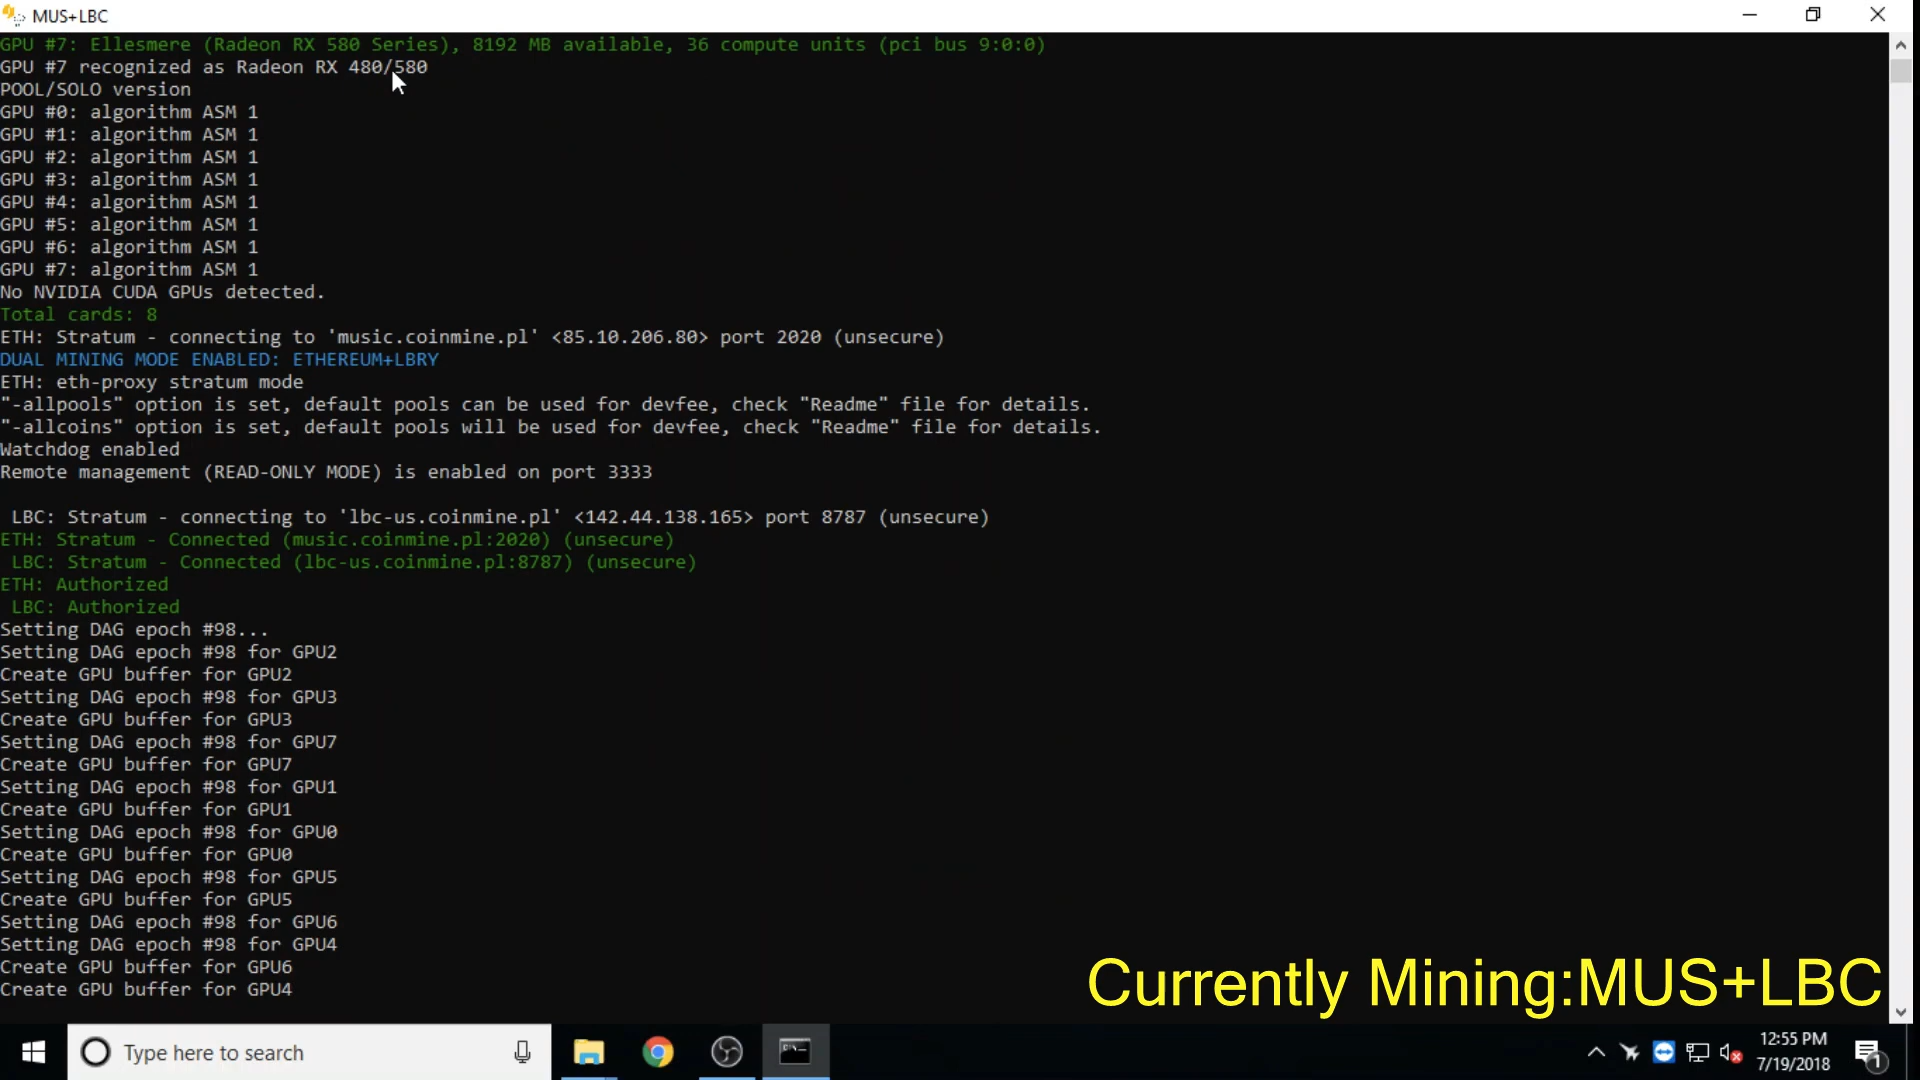 MUS+LBC
GPU #7: Ellesmere (Radeon RX 580 Series), 8192 MB available, 36 compute units (pci bus 9:0:0)
GPU #7 recognized as Radeon RX 480/580
POOL/SOLO version
GPU #0: algorithm ASM 1
GPU #1: algorithm ASM 1
GPU #2: algorithm ASM 1
GPU #3: algorithm ASM 1
GPU #4: algorithm ASM 1
GPU #5: algorithm ASM 1
GPU #6: algorithm ASM 1
GPU #7: algorithm ASM 1
No NVIDIA CUDA GPUs detected.
Total cards: 8
ETH: Stratum - connecting to 'music.coinmine.pl' <85.10.206.80> port 2020 (unsecure)
DUAL MINING MODE ENABLED: ETHEREUM+LBRY
ETH: eth-proxy stratum mode
"-allpools" option is set, default pools can be used for devfee, check "Readme" file for details.
"-allcoins" option is set, default pools will be used for devfee, check "Readme" file for details.
Watchdog enabled
Remote management (READ-ONLY MODE) is enabled on port 3333
LBC: Stratum - connecting to 'lbc-us.coinmine.pl' <142.44.138.165> port 8787 (unsecure)
ETH: Stratum - Connected (music.coinmine.pl:2020) (unsecure)
LBC: Stratum - Connected (lbc-us.coinmine.pl:8787) (unsecure)
ETH: Authorized
LBC: Authorized
Setting DAG epoch #98...
Setting DAG epoch #98 for GPU2
Create GPU buffer for GPU2
Setting DAG epoch #98 for GPU3
Create GPU buffer for GPU3
Setting DAG epoch #98 for GPU7
Create GPU buffer for GPU7
Setting DAG epoch #98 for GPU1
Create GPU buffer for GPU1
Setting DAG epoch #98 for GPU0
Create GPU buffer for GPU0
Setting DAG epoch #98 for GPU5
Create GPU buffer for GPU5
Setting DAG epoch #98 for GPU6
Setting DAG epoch #98 for GPU4
Create GPU buffer for GPU6
Create GPU buffer for GPU4
Currently Mining:MUS+LBC
Type here to search
12:55 PM
7/19/2018
1